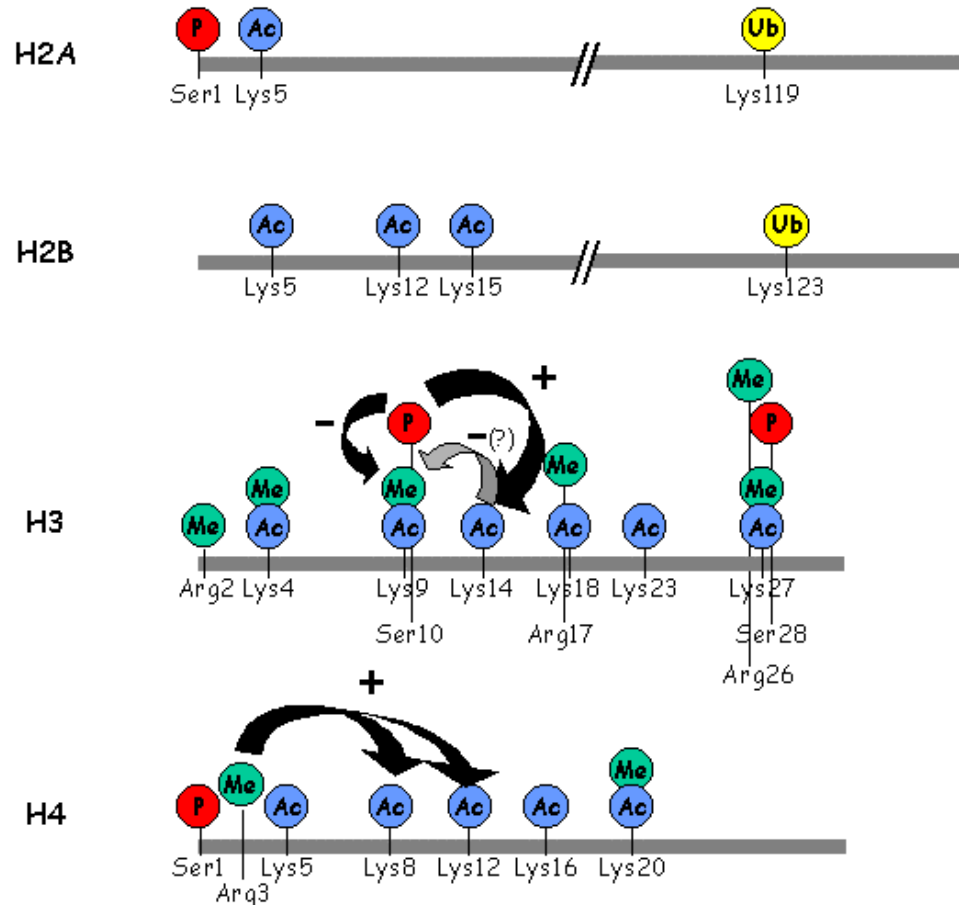 P Ac Ub
H2A
Ser1 Lys5 Lys119
Ac Ac Ac Ub
H2B
Lys5 Lys12 Lys15 Lys123
+ Me
- P -(?) P
Me Me Me Me
H3
Me Ac Ac Ac Ac Ac Ac
Arg2 Lys4 Lys9 Lys14 Lys18 Lys23 Lys27
Ser10 Arg17 Ser28
Arg26
+
Me Me
H4
P Ac Ac Ac Ac Ac
Ser1 Lys5 Lys8 Lys12 Lys16 Lys20
Arg3